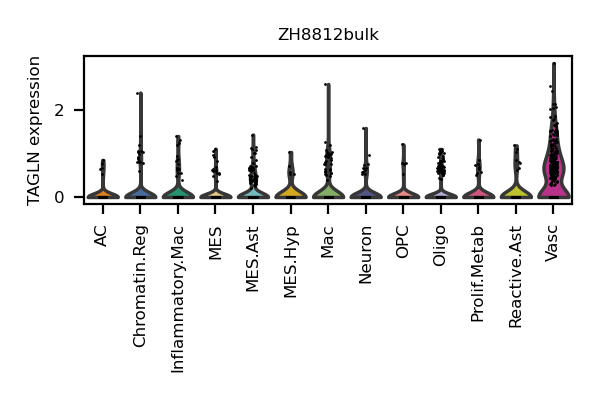 ZH8812bulk
TAGLN expression
2
0
AC
Chromatin.Reg
Inflammatory.Mac
MES
MES.Ast
MES.Hyp
Mac
Neuron
OPC
Oligo
Prolif.Metab
Reactive.Ast
Vasc